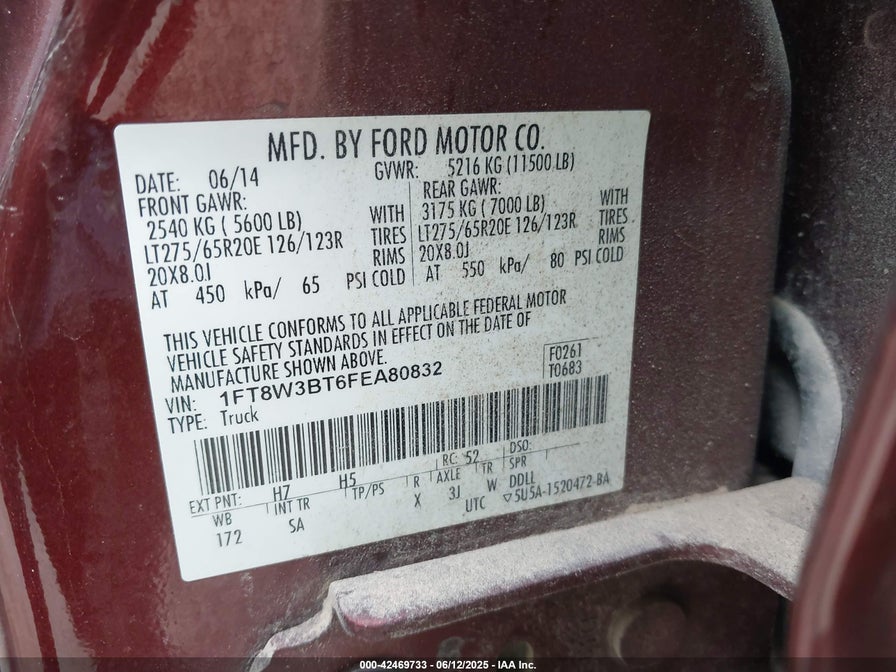 MFD. BY FORD MOTOR CO.
DATE: 06/14 GVWR: 5216 KG (11500 LB)
FRONT GAWR: REAR GAWR:
2540 KG ( 5600 LB) WITH 3175 KG ( 7000 LB) WITH
LT275/65R20E 126/123R TIRES LT275/65R20E 126/123R TIRES
20X8.0J RIMS 20X8.0J RIMS
AT 450 kPa/ 65 PSI COLD AT 550 kPa/ 80 PSI COLD
THIS VEHICLE CONFORMS TO ALL APPLICABLE FEDERAL MOTOR
VEHICLE SAFETY STANDARDS IN EFFECT ON THE DATE OF
MANUFACTURE SHOWN ABOVE.
F0261
VIN: 1FT8W3BT6FEA80832
T0683
TYPE: Truck
EXT PNT: H7 H5 RC: 52 DSO:
WB INT TR TP/PS R AXLE TR SPR
172 SA X 3J W DDLL
UTC ▽5U5A-1520472-BA
000-42469733 - 06/12/2025 - IAA Inc.